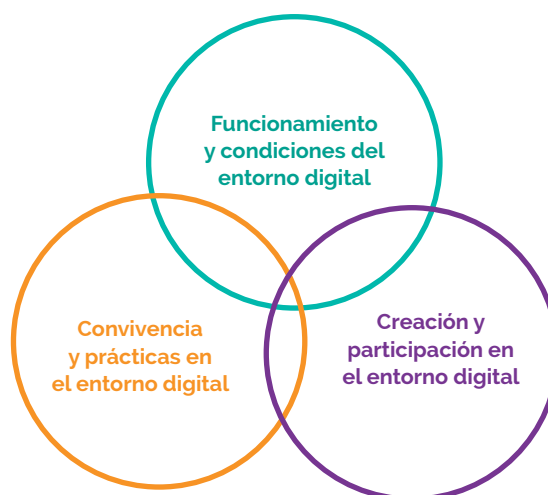 Funcionamiento
y condiciones del
entorno digital
Convivencia
y prácticas en
el entorno digital
Creación y
participación en
el entorno digital